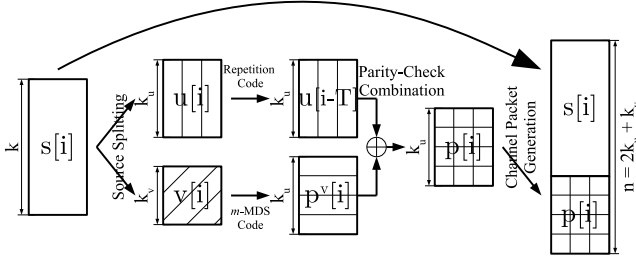 k
s[i]
Source Splitting
k_u
u[i]
Repetition
Code
k_u
u[i-T]
Parity-Check
Combination
k_v
v[i]
m-MDS
Code
k_u
p^v[i]
k_u
p[i]
Channel Packet
Generation
s[i]
p[i]
n = 2k_u + k_v